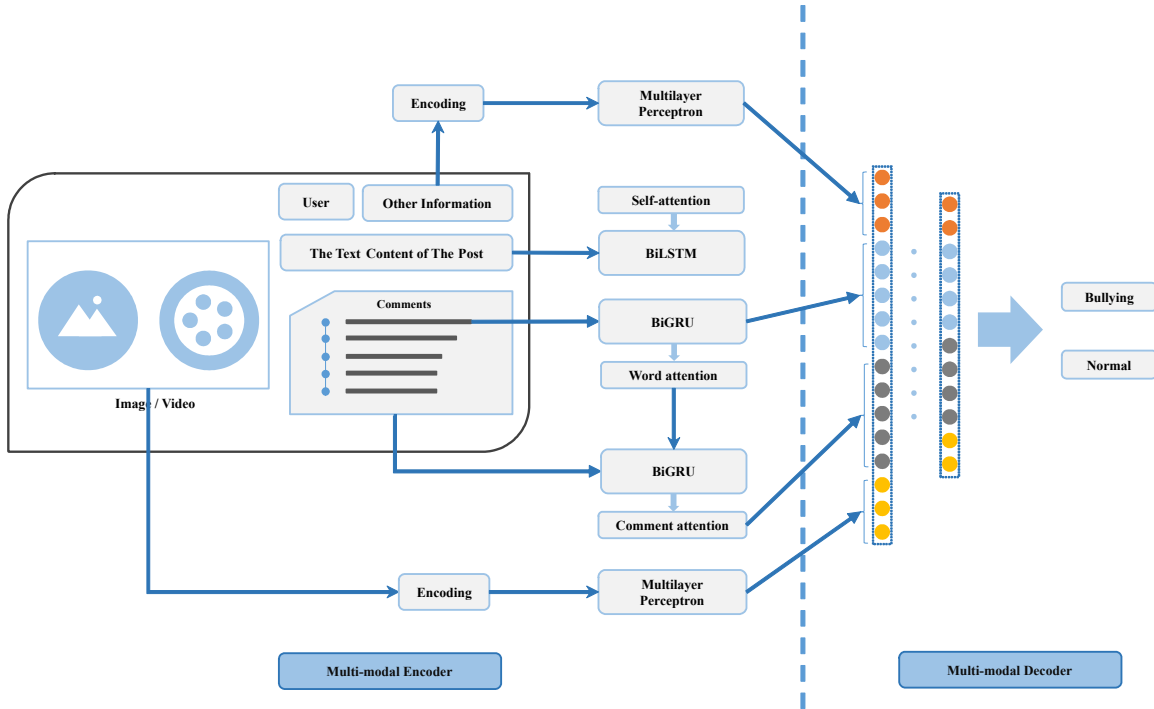 Encoding
Multilayer
Perceptron
User
Other Information
Self-attention
The Text Content of The Post
BiLSTM
Comments
BiGRU
Word attention
Image / Video
BiGRU
Comment attention
Encoding
Multilayer
Perceptron
Bullying
Normal
Multi-modal Encoder
Multi-modal Decoder